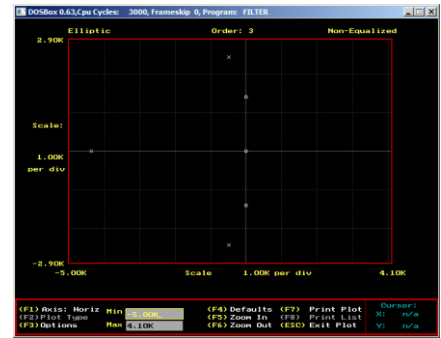 DOSBox 0.63,Cpu Cycles: 3000, Frameskip 0, Program: FILTER
Elliptic Order: 3 Non-Equalized
2.90K
Scale:
1.00K
per div
-2.90K
-5.00K Scale 1.00K per div 4.10K
(F1) Axis: Horiz Min -5.00K (F4) Defaults (F7) Print Plot Cursor:
(F2) Plot Type (F5) Zoom In (F8) Print List X: n/a
(F3) Options Max 4.10K (F6) Zoom Out (ESC) Exit Plot Y: n/a